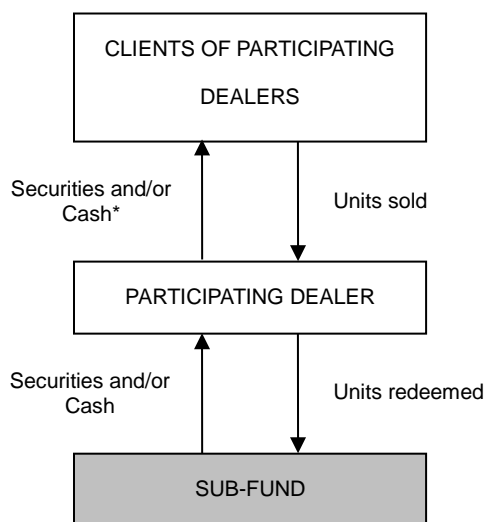 CLIENTS OF PARTICIPATING
DEALERS
Securities and/or
Cash*
Units sold
PARTICIPATING DEALER
Securities and/or
Cash
Units redeemed
SUB-FUND